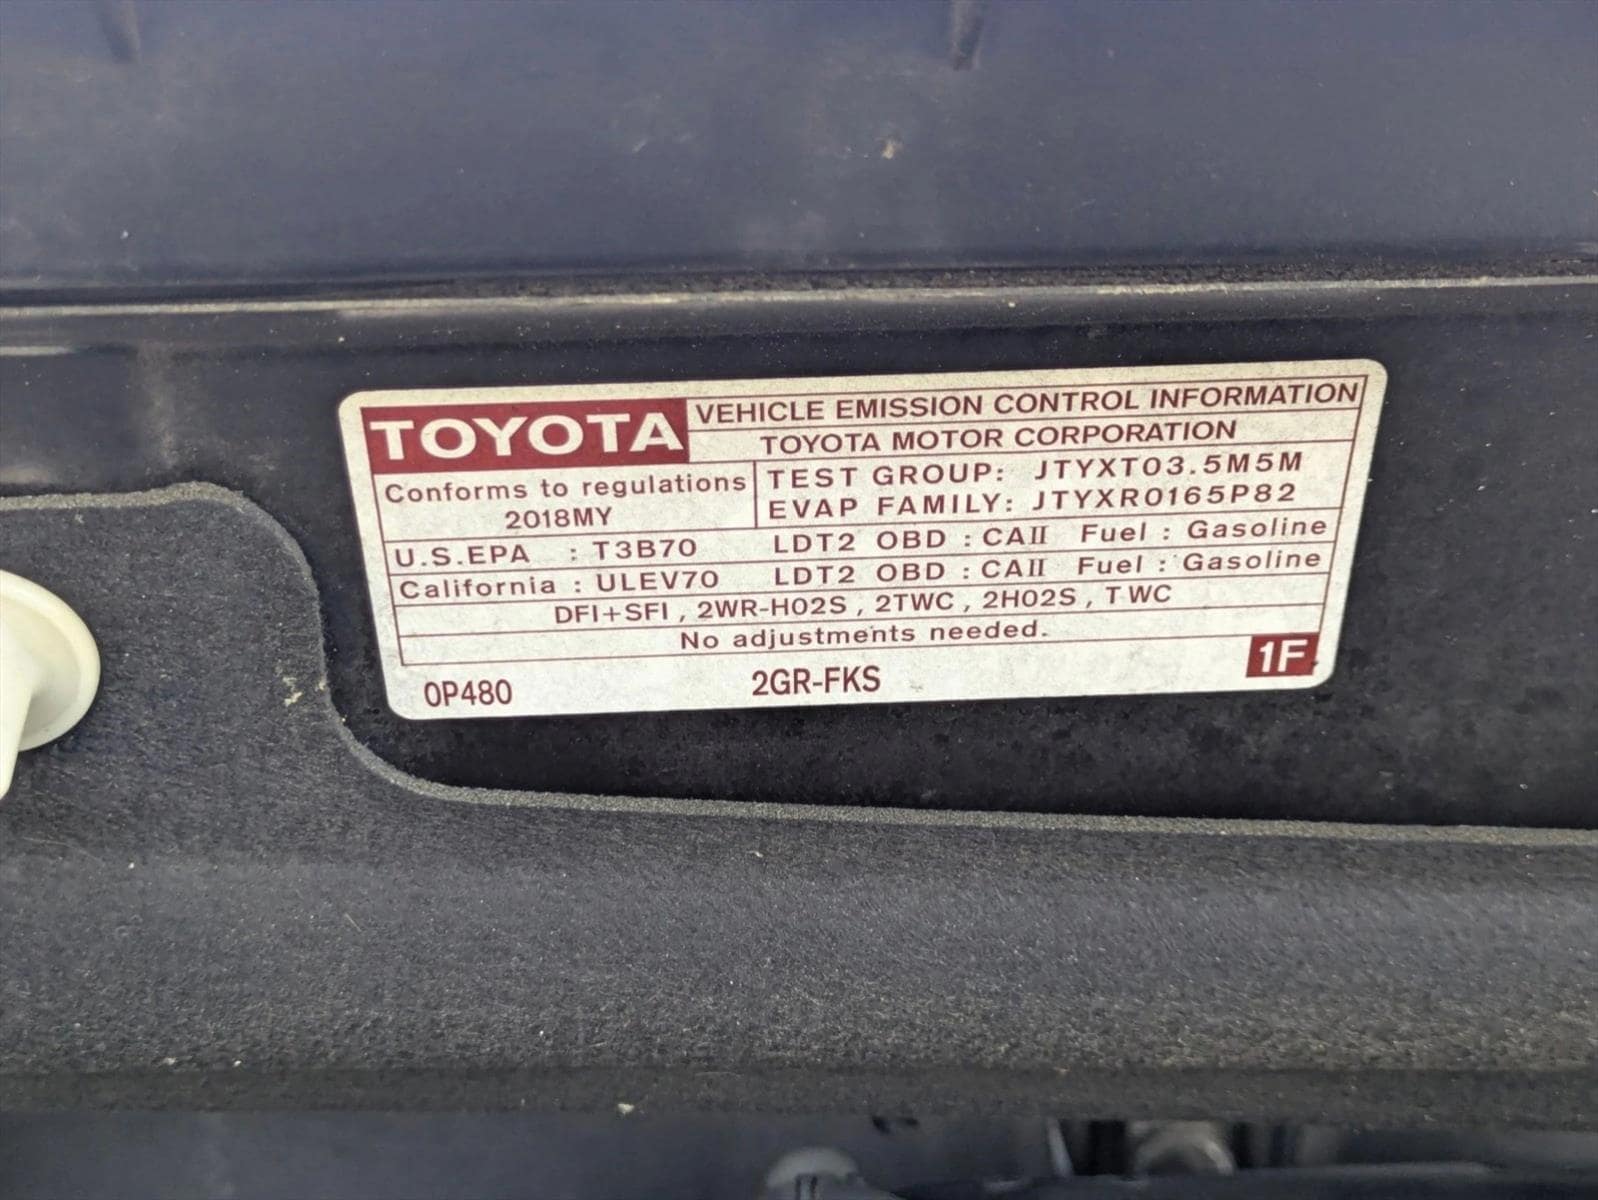 TOYOTA VEHICLE EMISSION CONTROL INFORMATION
TOYOTA MOTOR CORPORATION
Conforms to regulations
2018MY
TEST GROUP: JTYXT03.5M5M
EVAP FAMILY: JTYXR0165P82
U.S.EPA : T3B70 LDT2 OBD : CAII Fuel : Gasoline
California : ULEV70 LDT2 OBD : CAII Fuel : Gasoline
DFI+SFI , 2WR-HO2S , 2TWC , 2HO2S , TWC
No adjustments needed.
0P480 2GR-FKS 1F